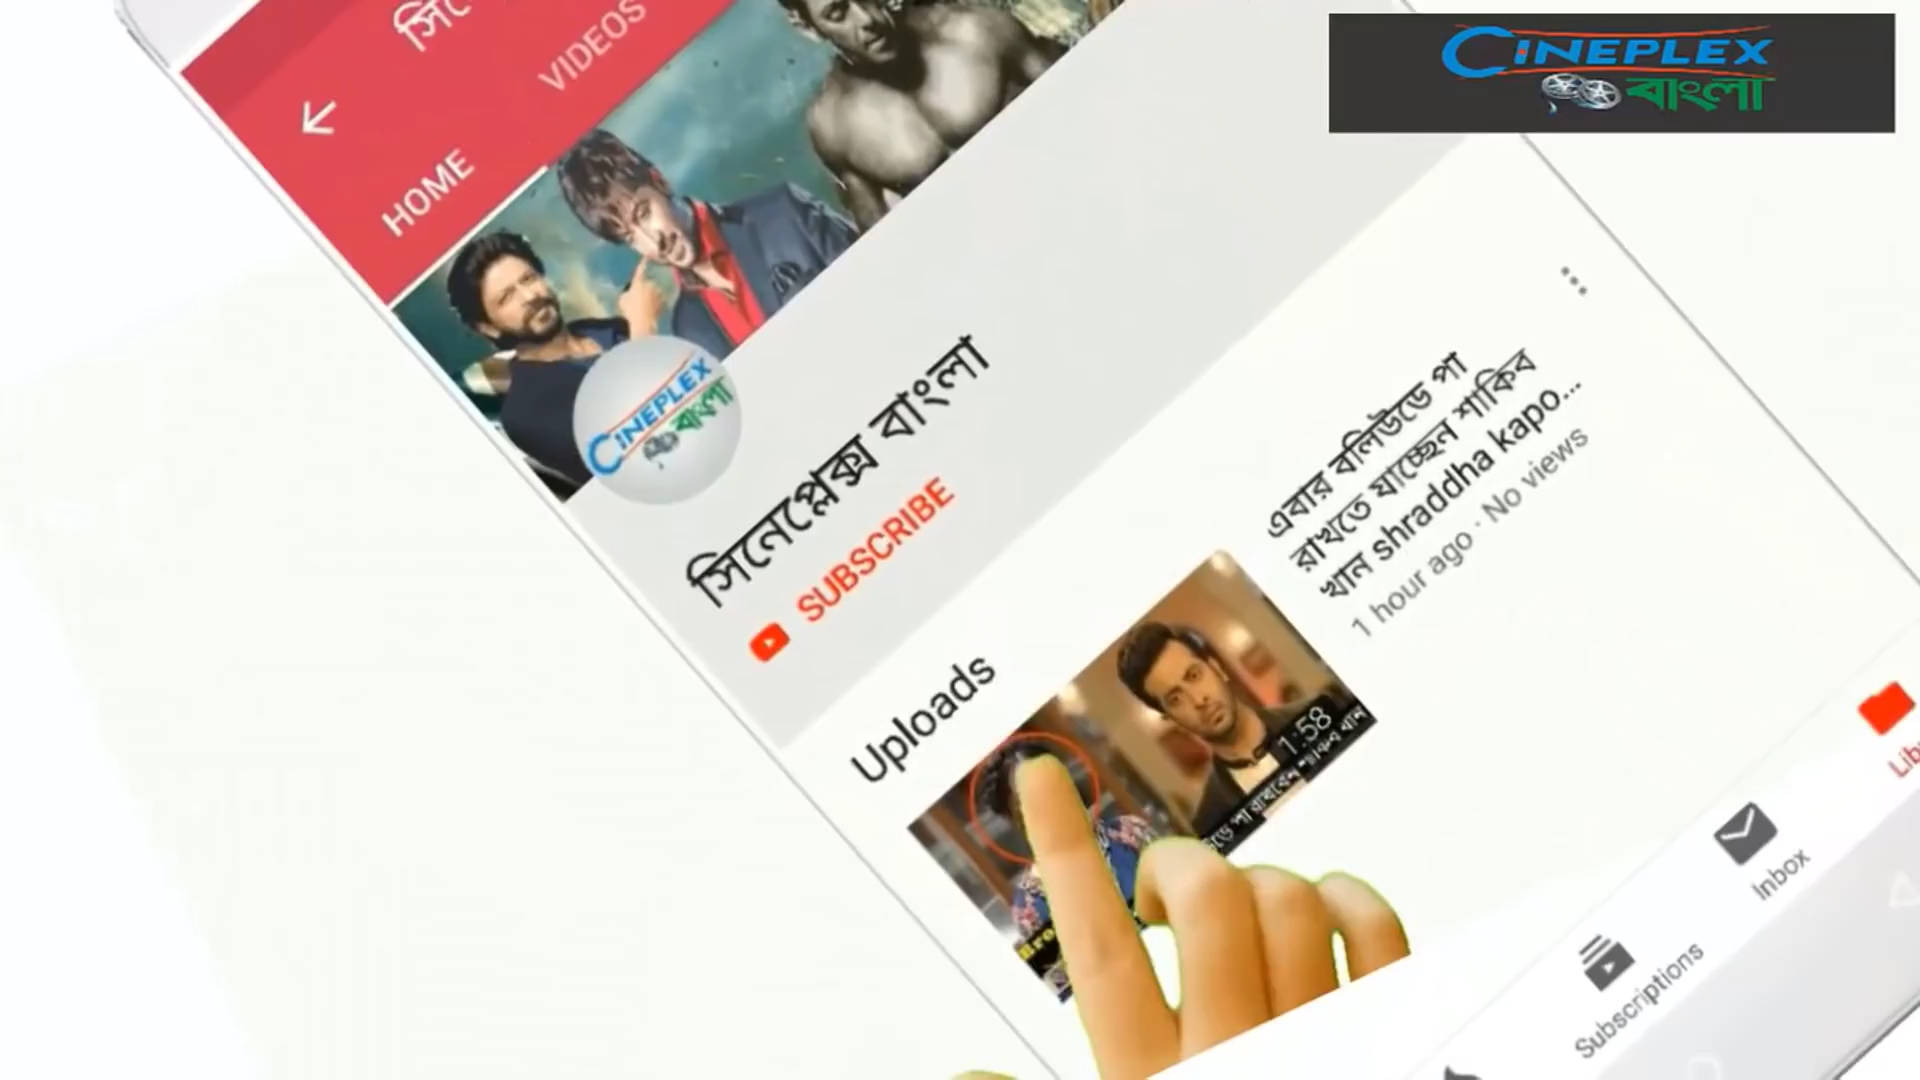 CINEPLEX
বাংলা
সিনে
VIDEOS
HOME
CINEPLEX
বাংলা
সিনেপ্লেক্স বাংলা
SUBSCRIBE
এবার বলিউডে পা
রাখতে যাচ্ছেন শাকিব
খান shraddha kapo...
1 hour ago · No views
Uploads
1:58
Inbox
Subscriptions